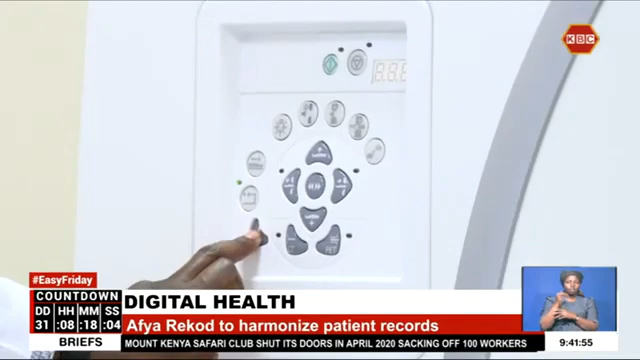 KBC
#EasyFriday
COUNTDOWN
DD HH MM SS
31 :08 :18 :04
DIGITAL HEALTH
Afya Rekod to harmonize patient records
BRIEFS
MOUNT KENYA SAFARI CLUB SHUT ITS DOORS IN APRIL 2020 SACKING OFF 100 WORKERS
9:41:55